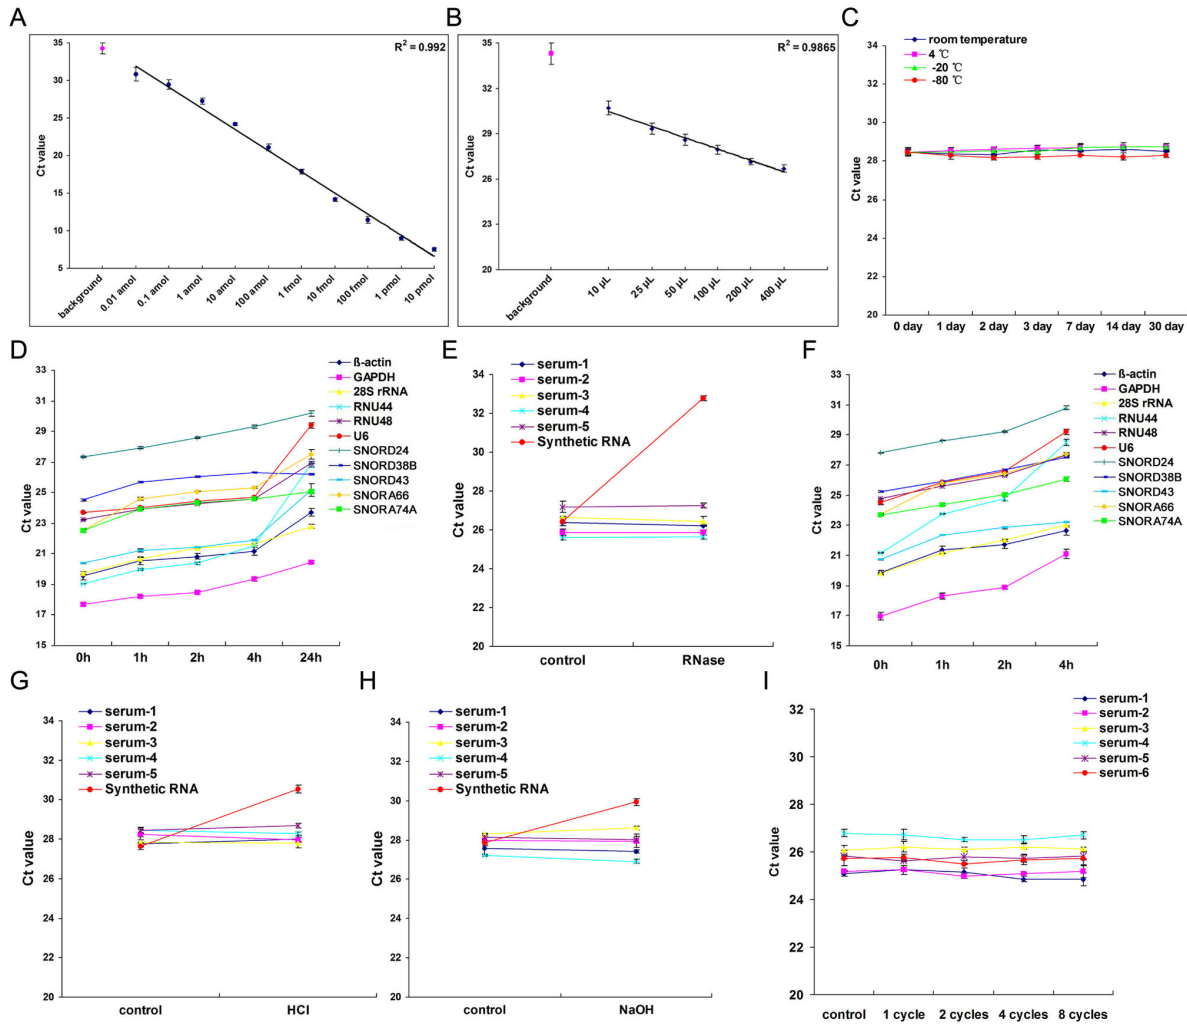 A
B
C
R² = 0.992
Ct value
35
30
25
20
15
10
5
background
0.01 amol
0.1 amol
1 amol
10 amol
100 amol
1 fmol
10 fmol
100 fmol
1 pmol
10 pmol
R² = 0.9865
Ct value
35
32
29
26
23
20
background
10 µL
25 µL
50 µL
100 µL
200 µL
400 µL
room temperature
4 ℃
-20 ℃
-80 ℃
Ct value
34
32
30
28
26
24
22
20
0 day
1 day
2 day
3 day
7 day
14 day
30 day
D
E
F
Ct value
33
31
29
27
25
23
21
19
17
15
0h
1h
2h
4h
24h
ß-actin
GAPDH
28S rRNA
RNU44
RNU48
U6
SNORD24
SNORD38B
SNORD43
SNORA66
SNORA74A
serum-1
serum-2
serum-3
serum-4
serum-5
Synthetic RNA
Ct value
34
32
30
28
26
24
22
20
control
RNase
Ct value
33
31
29
27
25
23
21
19
17
15
0h
1h
2h
4h
ß-actin
GAPDH
28S rRNA
RNU44
RNU48
U6
SNORD24
SNORD38B
SNORD43
SNORA66
SNORA74A
G
H
I
serum-1
serum-2
serum-3
serum-4
serum-5
Synthetic RNA
Ct value
34
32
30
28
26
24
22
20
control
HCl
serum-1
serum-2
serum-3
serum-4
serum-5
Synthetic RNA
Ct value
34
32
30
28
26
24
22
20
control
NaOH
serum-1
serum-2
serum-3
serum-4
serum-5
serum-6
Ct value
32
30
28
26
24
22
20
control
1 cycle
2 cycles
4 cycles
8 cycles